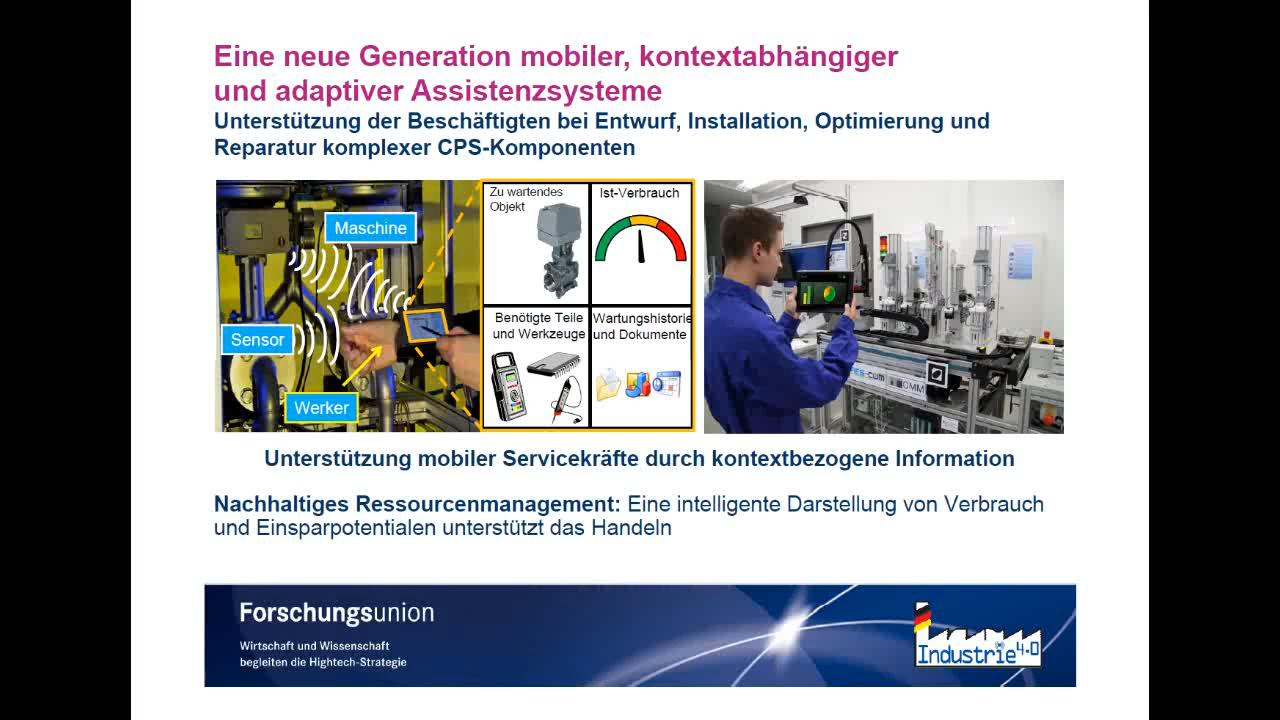 Eine neue Generation mobiler, kontextabhängiger
und adaptiver Assistenzsysteme
Unterstützung der Beschäftigten bei Entwurf, Installation, Optimierung und
Reparatur komplexer CPS-Komponenten
Maschine
Sensor
Werker
Zu wartendes
Objekt
Ist-Verbrauch
Benötigte Teile
und Werkzeuge
Wartungshistorie
und Dokumente
Unterstützung mobiler Servicekräfte durch kontextbezogene Information
Nachhaltiges Ressourcenmanagement: Eine intelligente Darstellung von Verbrauch
und Einsparpotentialen unterstützt das Handeln
Forschungsunion
Wirtschaft und Wissenschaft
begleiten die Hightech-Strategie
Industrie 4.0